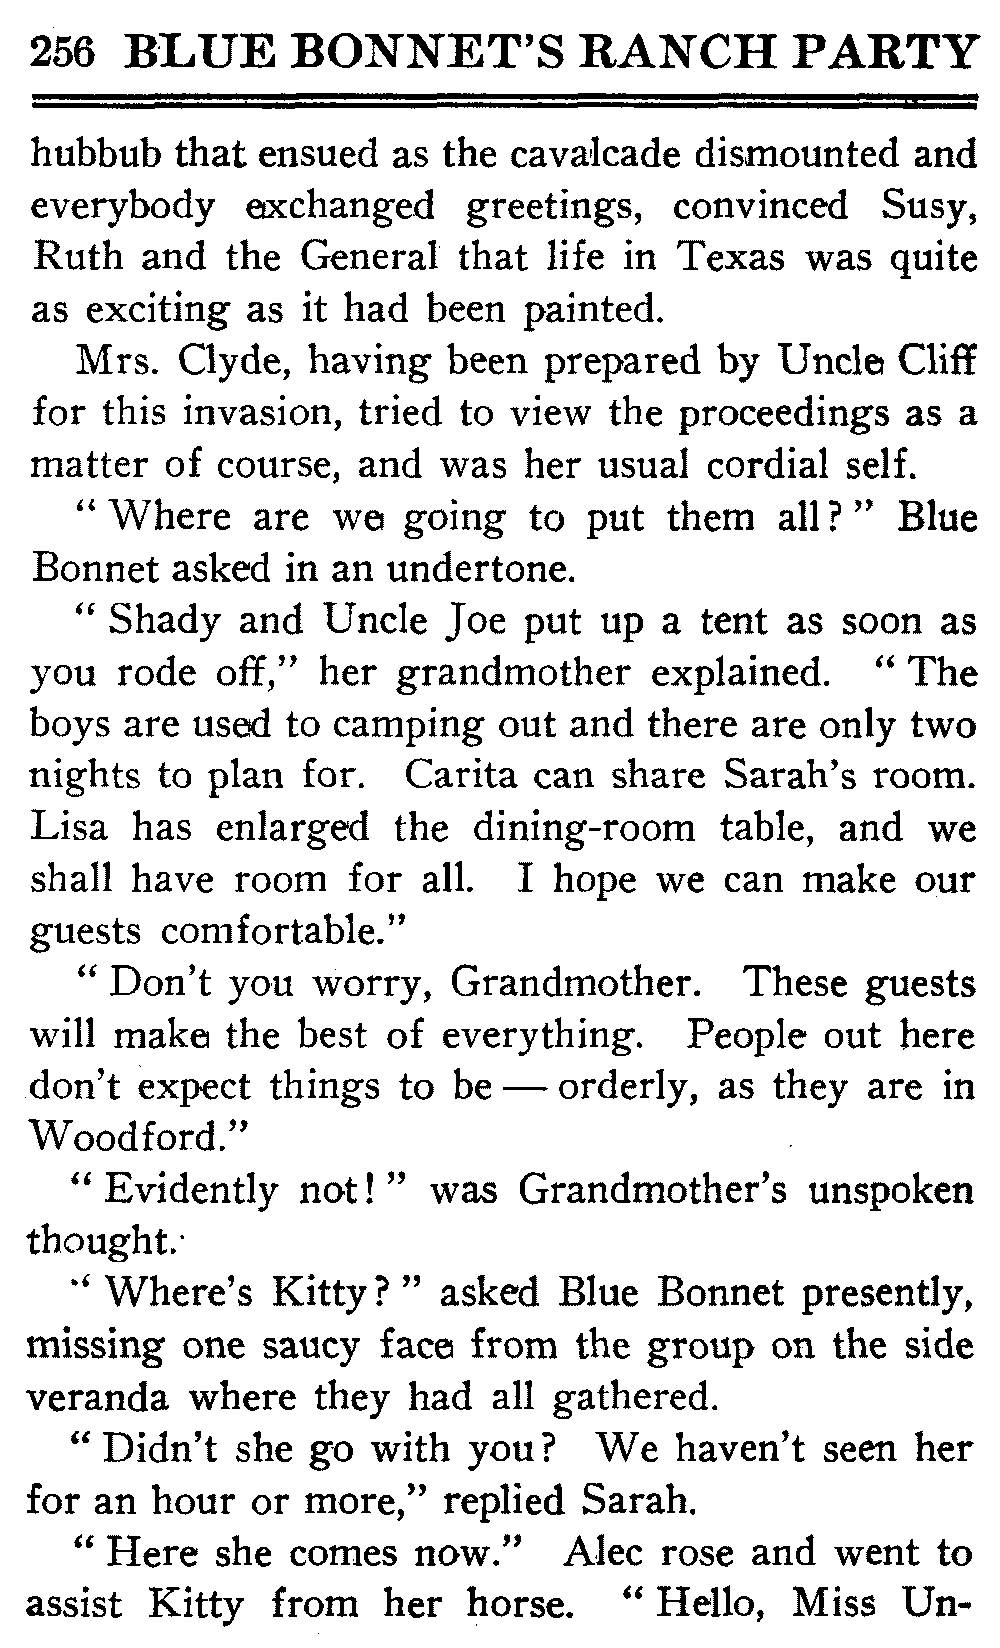 256 BLUE BONNET'S RANCH PARTY
hubbub that ensued as the cavalcade dismounted and
everybody exchanged greetings, convinced Susy,
Ruth and the General that life in Texas was quite
as exciting as it had been painted.
Mrs. Clyde, having been prepared by Uncle Cliff
for this invasion, tried to view the proceedings as a
matter of course, and was her usual cordial self.
" Where are we going to put them all? " Blue
Bonnet asked in an undertone.
" Shady and Uncle Joe put up a tent as soon as
you rode off," her grandmother explained. " The
boys are used to camping out and there are only two
nights to plan for. Carita can share Sarah's room.
Lisa has enlarged the dining-room table, and we
shall have room for all. I hope we can make our
guests comfortable."
" Don't you worry, Grandmother. These guests
will make the best of everything. People out here
don't expect things to be — orderly, as they are in
Woodford."
" Evidently not! " was Grandmother's unspoken
thought.
" Where's Kitty? " asked Blue Bonnet presently,
missing one saucy face from the group on the side
veranda where they had all gathered.
" Didn't she go with you? We haven't seen her
for an hour or more," replied Sarah.
" Here she comes now." Alec rose and went to
assist Kitty from her horse. " Hello, Miss Un-